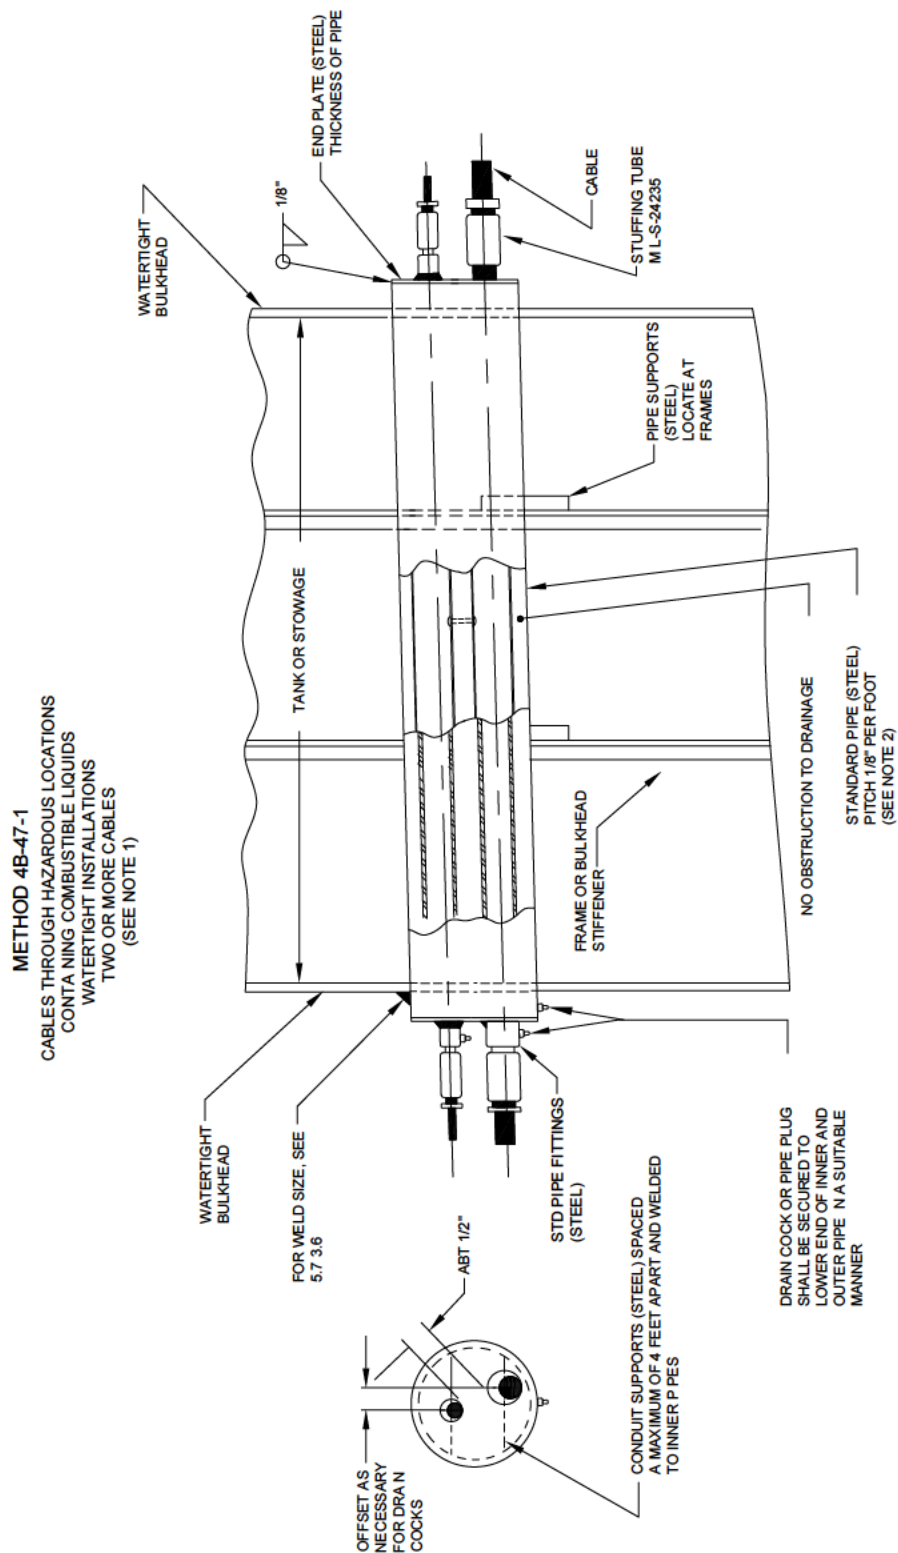 METHOD 4B-47-1
CABLES THROUGH HAZARDOUS LOCATIONS
CONTA NING COMBUSTIBLE LIQUIDS
WATERTIGHT INSTALLATIONS
TWO OR MORE CABLES
(SEE NOTE 1)
OFFSET AS
NECESSARY
FOR DRA N
COCKS
ABT 1/2"
CONDUIT SUPPORTS (STEEL) SPACED
A MAXIMUM OF 4 FEET APART AND WELDED
TO INNER P PES
FOR WELD SIZE, SEE
5.7 3.6
WATERTIGHT
BULKHEAD
STD PIPE FITTINGS
(STEEL)
DRAIN COCK OR PIPE PLUG
SHALL BE SECURED TO
LOWER END OF INNER AND
OUTER PIPE N A SUITABLE
MANNER
TANK OR STOWAGE
FRAME OR BULKHEAD
STIFFENER
NO OBSTRUCTION TO DRAINAGE
STANDARD PIPE (STEEL)
PITCH 1/8" PER FOOT
(SEE NOTE 2)
PIPE SUPPORTS
(STEEL)
LOCATE AT
FRAMES
WATERTIGHT
BULKHEAD
1/8"
END PLATE (STEEL)
THICKNESS OF PIPE
CABLE
STUFFING TUBE
M L-S-24235